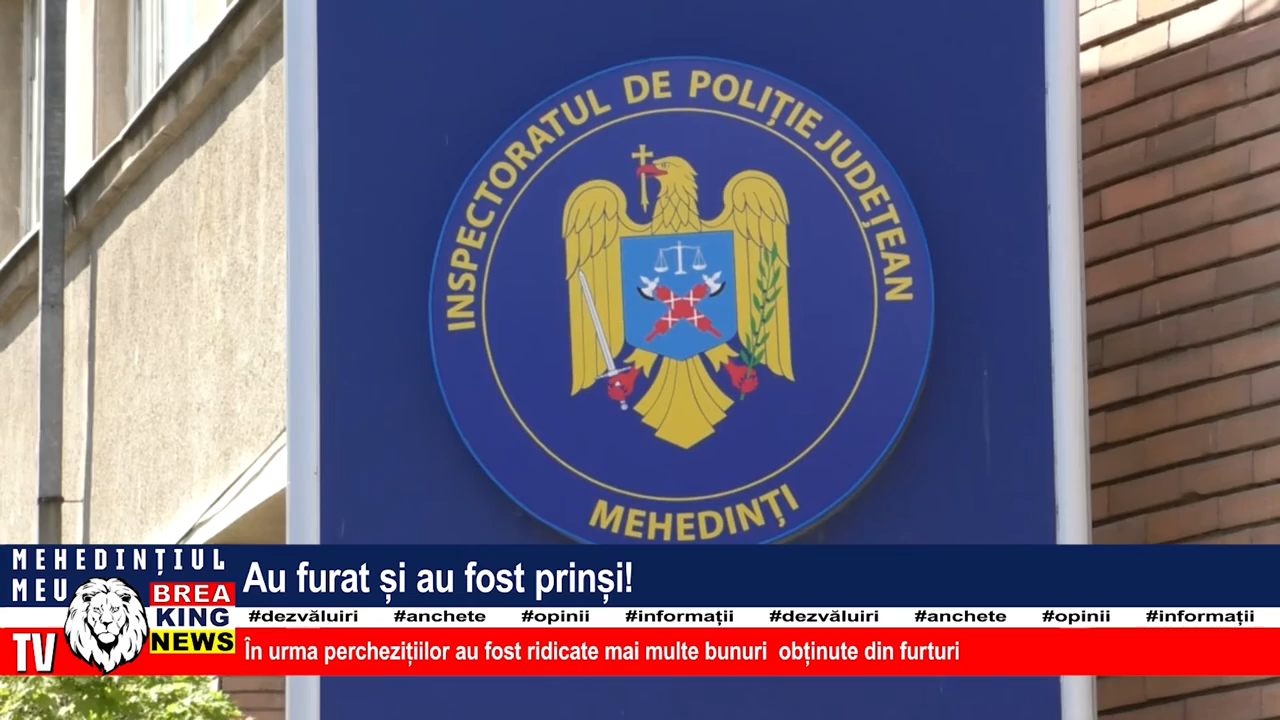 INSPECTORATUL DE POLIȚIE JUDEȚEAN
MEHEDINȚI
MEHEDINȚIUL
MEU
TV
BREA
KING
NEWS
Au furat și au fost prinși!
#dezvăluiri #anchete #opinii #informații #dezvăluiri #anchete #opinii #informații
În urma perchezițiilor au fost ridicate mai multe bunuri obținute din furturi